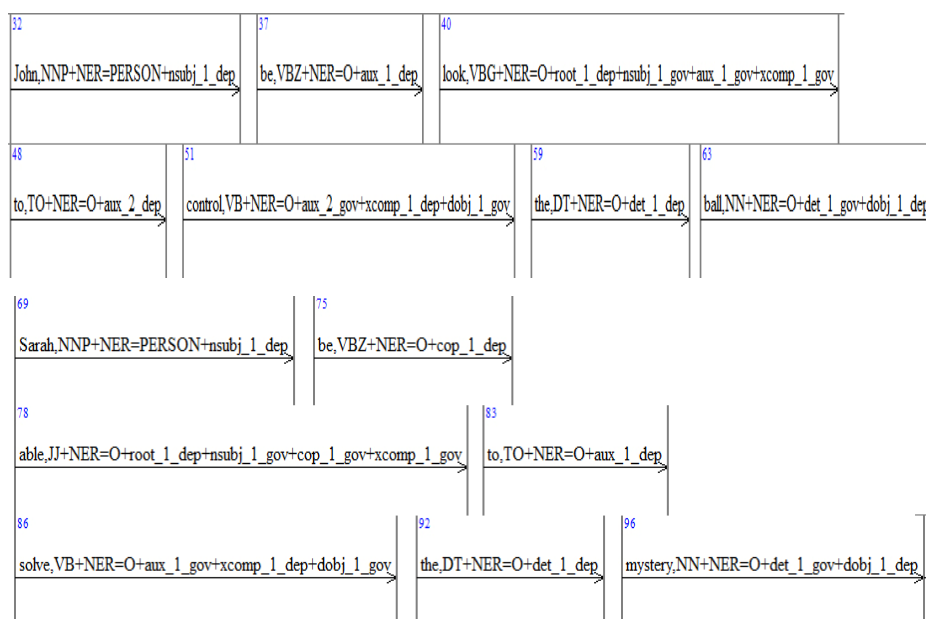 32 37 40
John,NNP+NER=PERSON+nsubj_1_dep be,VBZ+NER=O+aux_1_dep look,VBG+NER=O+root_1_dep+nsubj_1_gov+aux_1_gov+xcomp_1_gov
48 51 59 63
to,TO+NER=O+aux_2_dep control,VB+NER=O+aux_2_gov+xcomp_1_dep+dobj_1_gov the,DT+NER=O+det_1_dep ball,NN+NER=O+det_1_gov+dobj_1_dep
69 75
Sarah,NNP+NER=PERSON+nsubj_1_dep be,VBZ+NER=O+cop_1_dep
78 83
able,JJ+NER=O+root_1_dep+nsubj_1_gov+cop_1_gov+xcomp_1_gov to,TO+NER=O+aux_1_dep
86 92 96
solve,VB+NER=O+aux_1_gov+xcomp_1_dep+dobj_1_gov the,DT+NER=O+det_1_dep mystery,NN+NER=O+det_1_gov+dobj_1_dep